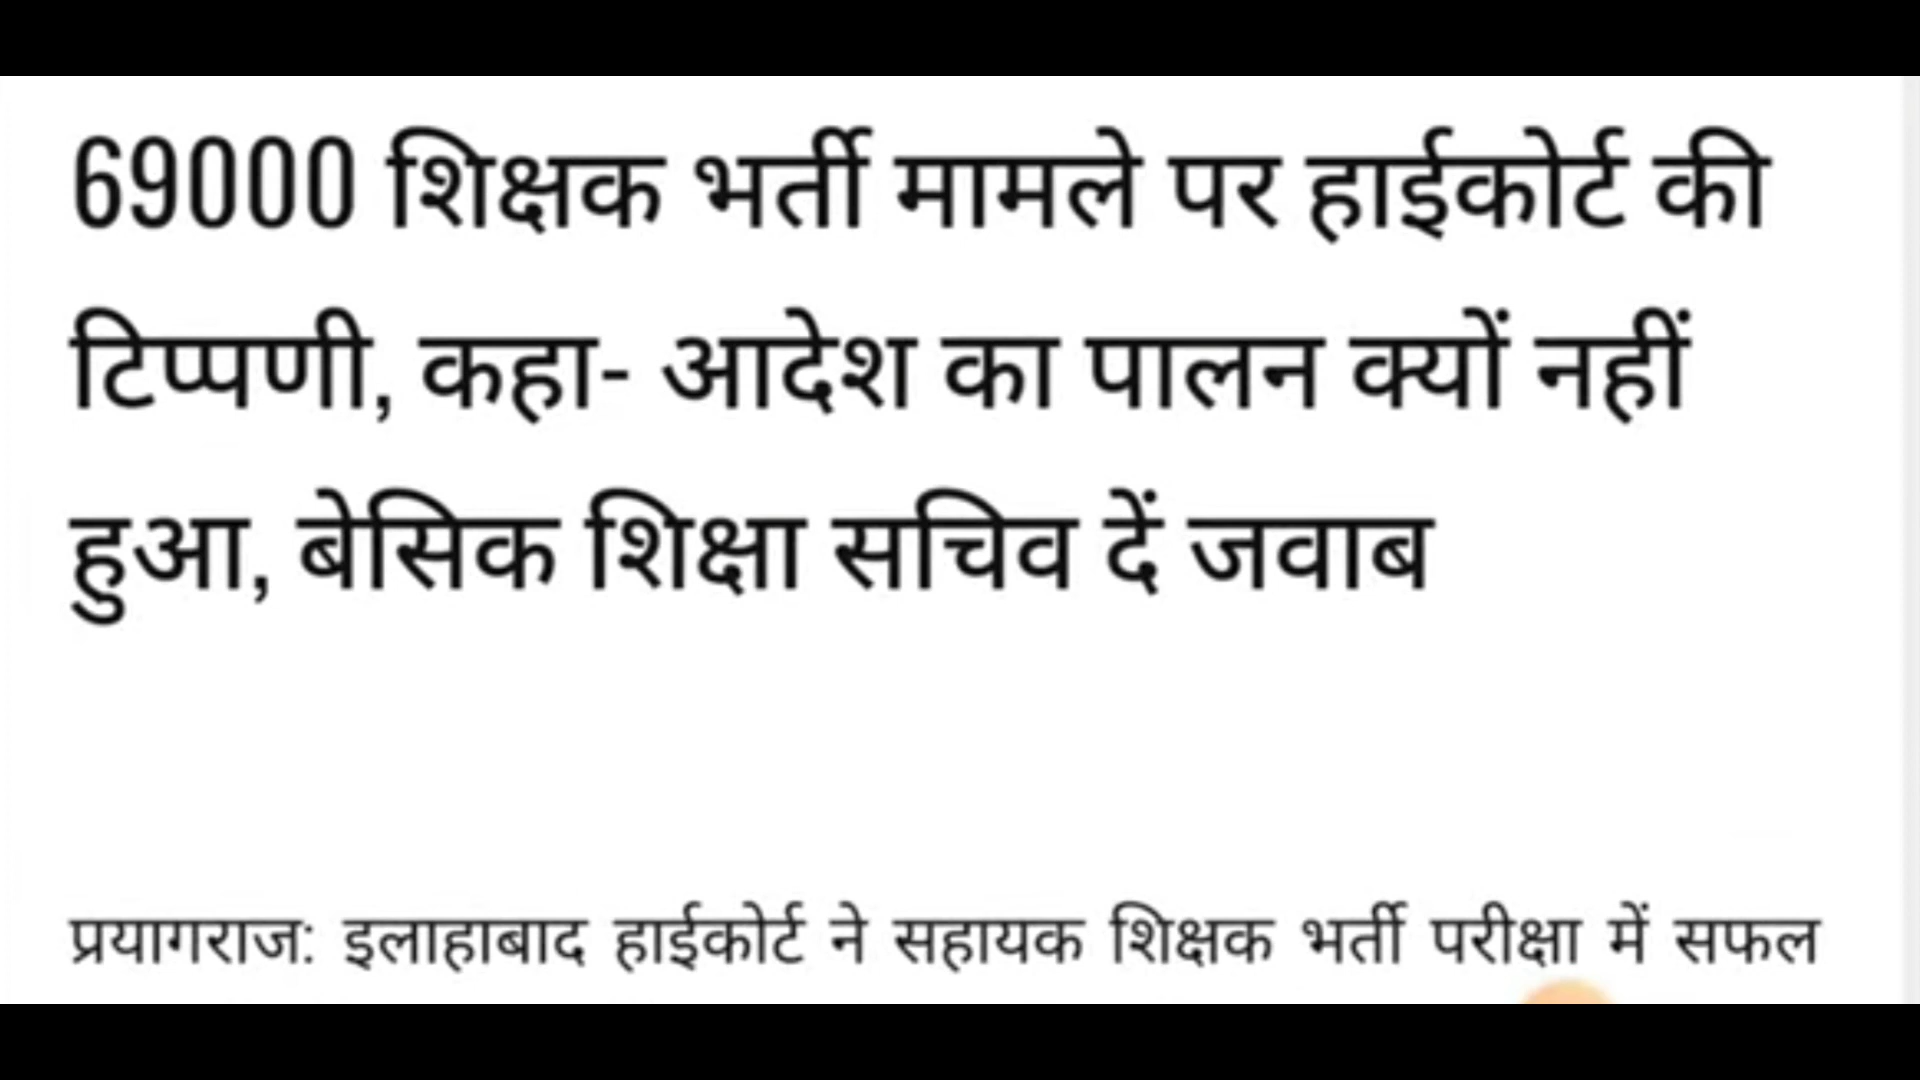 69000 शिक्षक भर्ती मामले पर हाईकोर्ट की
टिप्पणी, कहा- आदेश का पालन क्यों नहीं
हुआ, बेसिक शिक्षा सचिव दें जवाब
प्रयागराज: इलाहाबाद हाईकोर्ट ने सहायक शिक्षक भर्ती परीक्षा में सफल